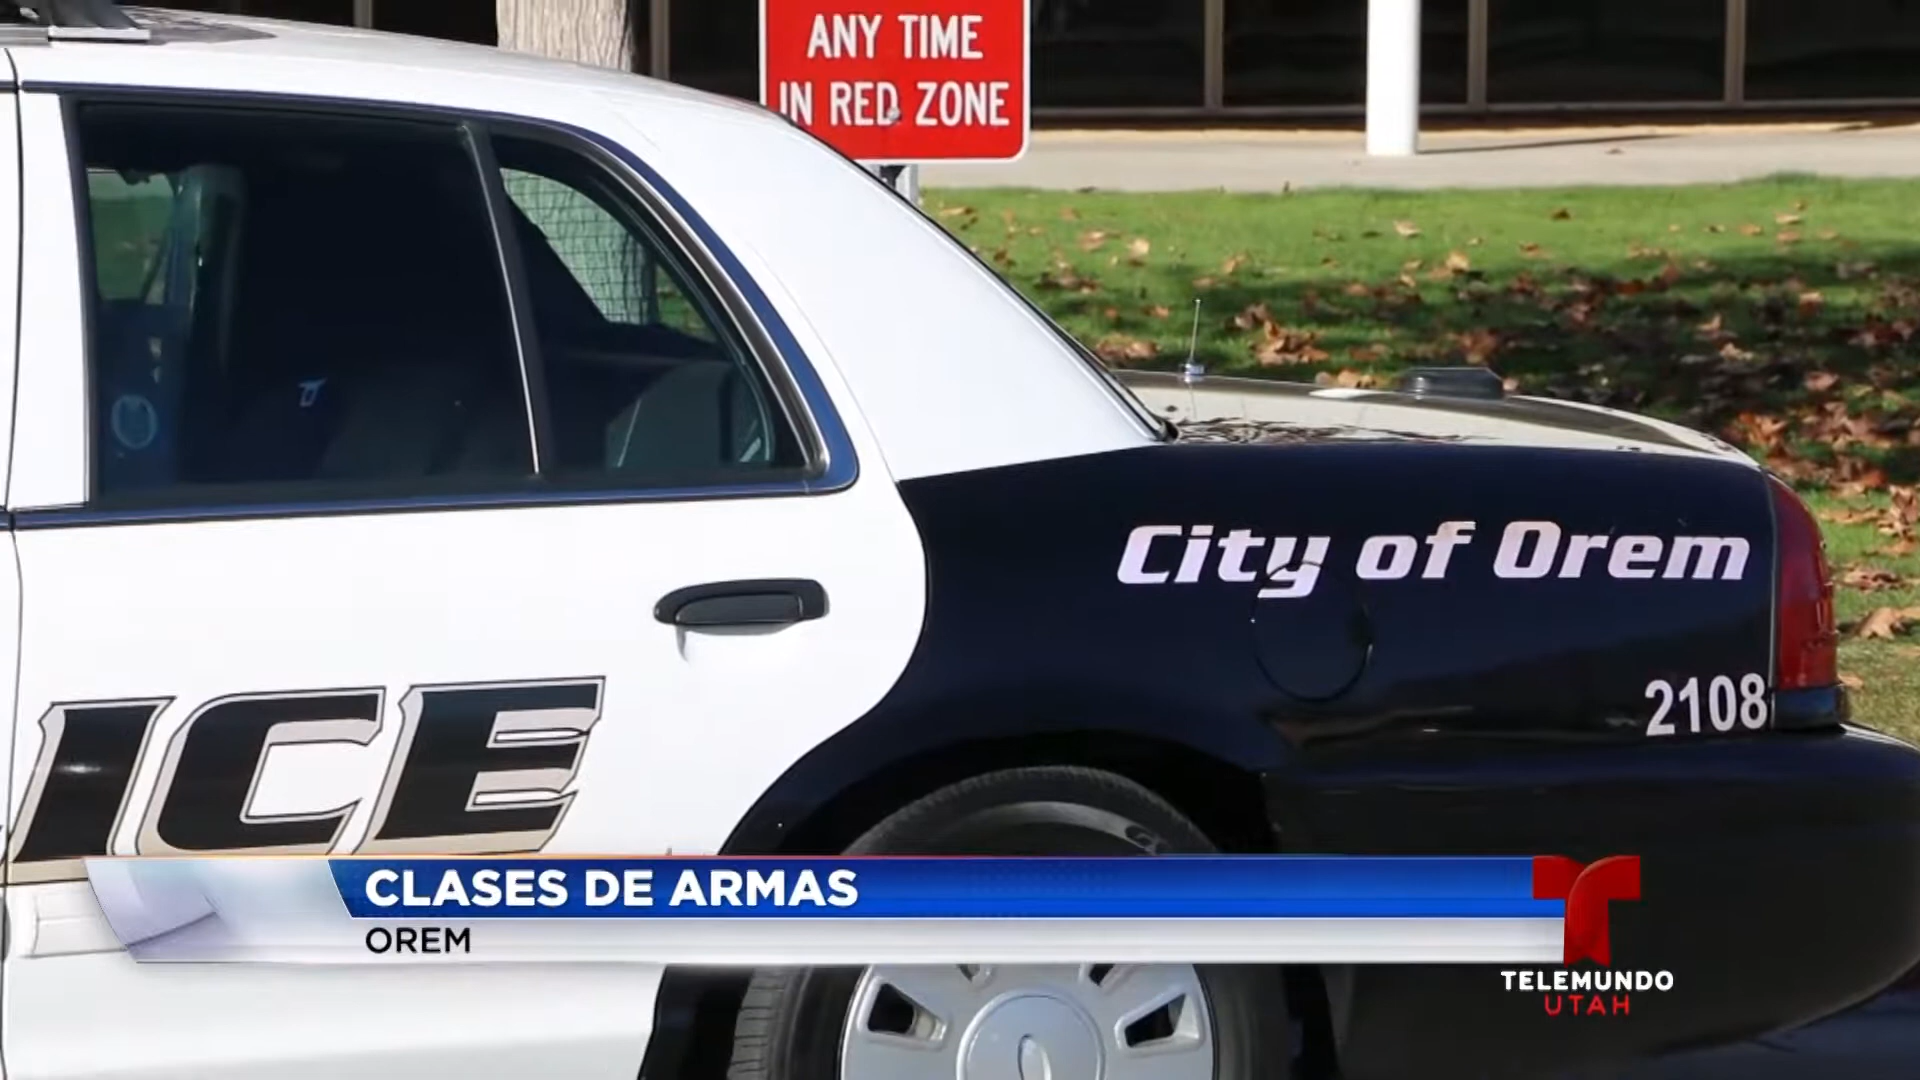 ANY TIME
IN RED ZONE
City of Orem
2108
ICE
CLASES DE ARMAS
OREM
TELEMUNDO
UTAH